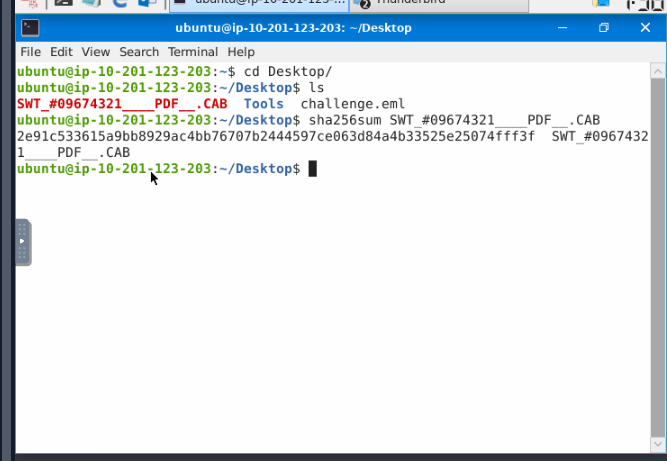 ubuntu@ip-10-201-123-203: ~/Desktop
File Edit View Search Terminal Help
ubuntu@ip-10-201-123-203:~$ cd Desktop/
ubuntu@ip-10-201-123-203:~/Desktop$ ls
SWT_#09674321____PDF__.CAB  Tools  challenge.eml
ubuntu@ip-10-201-123-203:~/Desktop$ sha256sum SWT_#09674321____PDF__.CAB
2e91c533615a9bb8929ac4bb76707b2444597ce063d84a4b33525e25074fff3f  SWT_#0967432
1____PDF__.CAB
ubuntu@ip-10-201-123-203:~/Desktop$